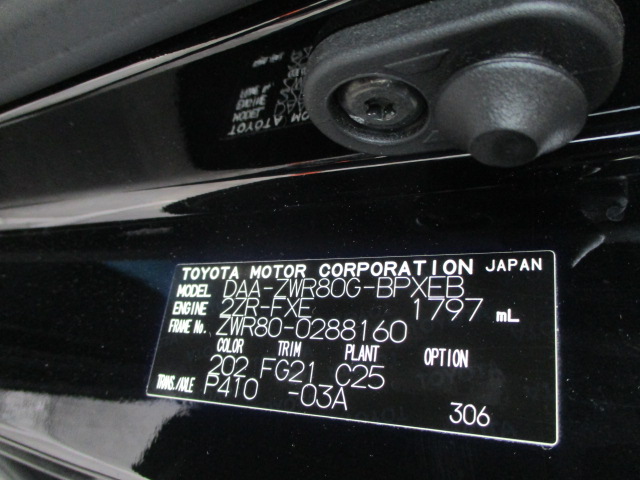 TOYOTA MOTOR CORPORATION JAPAN
MODEL DAA-ZWR80G-BPXEB
ENGINE 2ZR-FXE 1797 mL
FRAME No. ZWR80-0288160
COLOR TRIM PLANT OPTION
202 FG21 C25
TRANS./AXLE P410 -03A
306